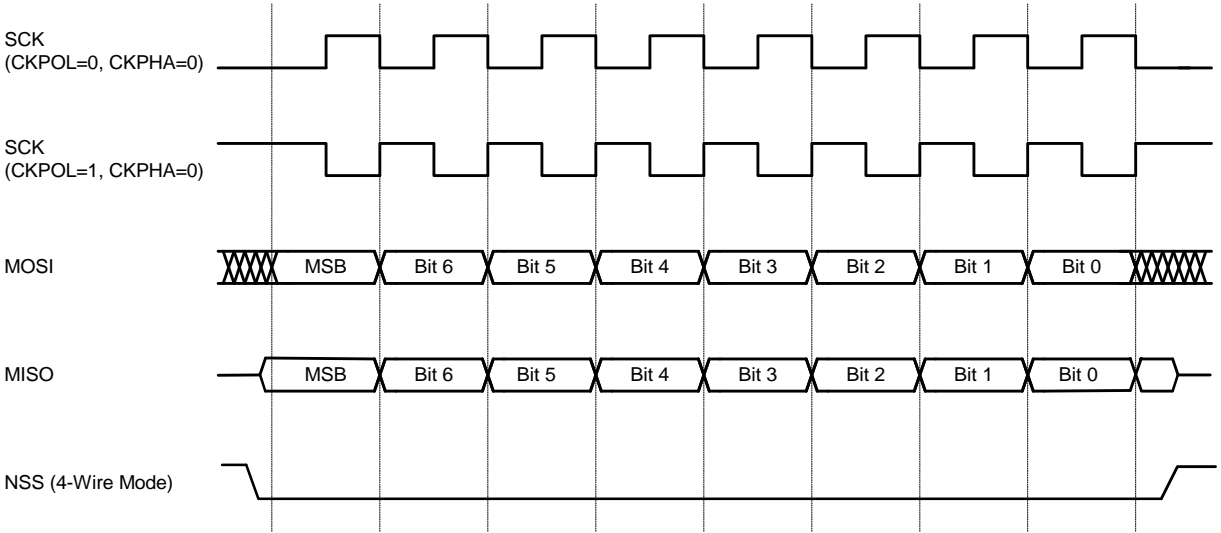 SCK
(CKPOL=0, CKPHA=0)
SCK
(CKPOL=1, CKPHA=0)
MOSI MSB Bit 6 Bit 5 Bit 4 Bit 3 Bit 2 Bit 1 Bit 0
MISO MSB Bit 6 Bit 5 Bit 4 Bit 3 Bit 2 Bit 1 Bit 0
NSS (4-Wire Mode)